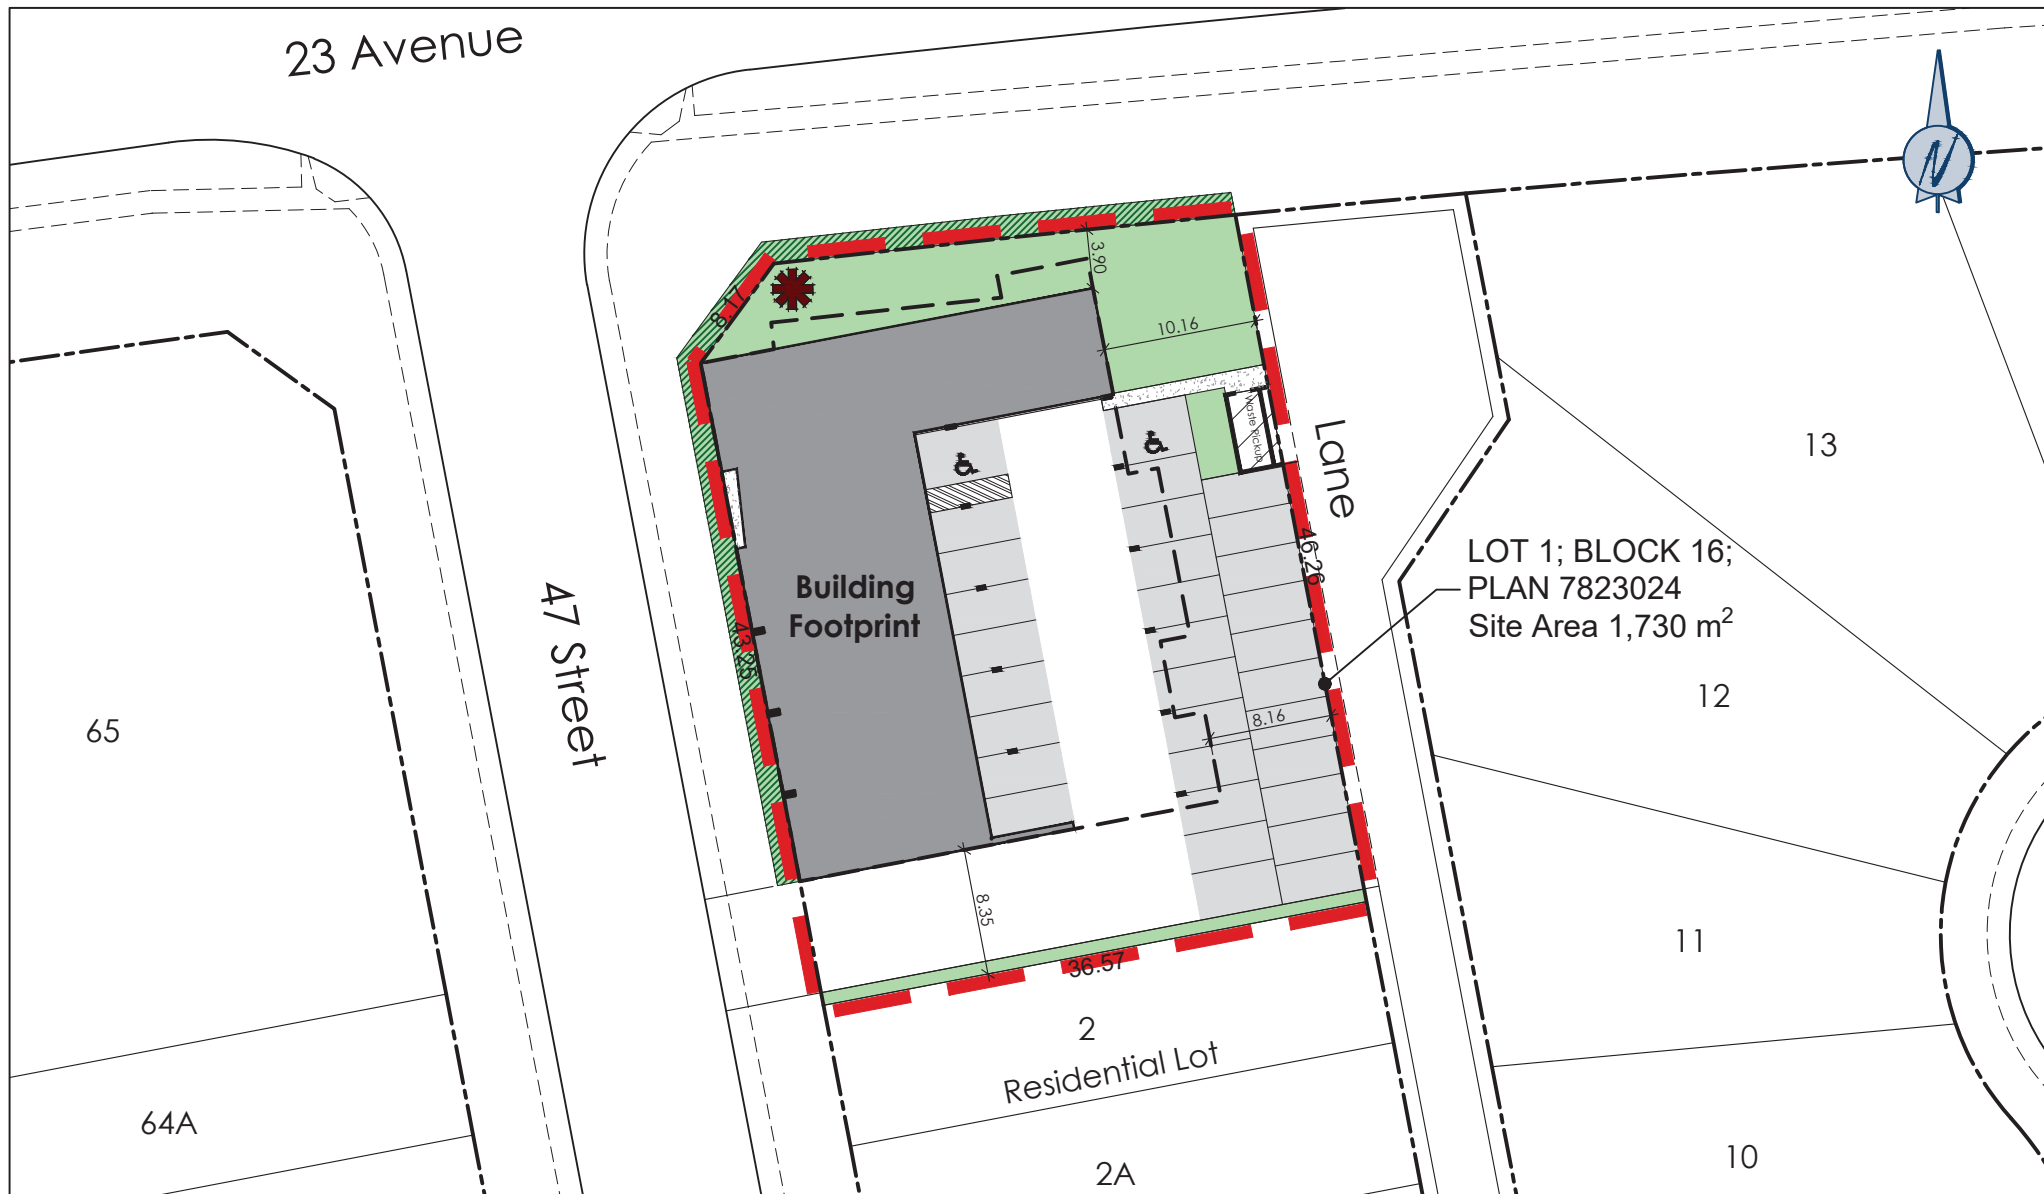 23 Avenue
N
3.90
8.17
10.16
13
Lane
Waste Pickup
46.26
LOT 1; BLOCK 16;
PLAN 7823024
Site Area 1,730 m²
Building
Footprint
47 Street
43.25
65
12
8.16
8.35
11
36.57
2
Residential Lot
64A
2A
10